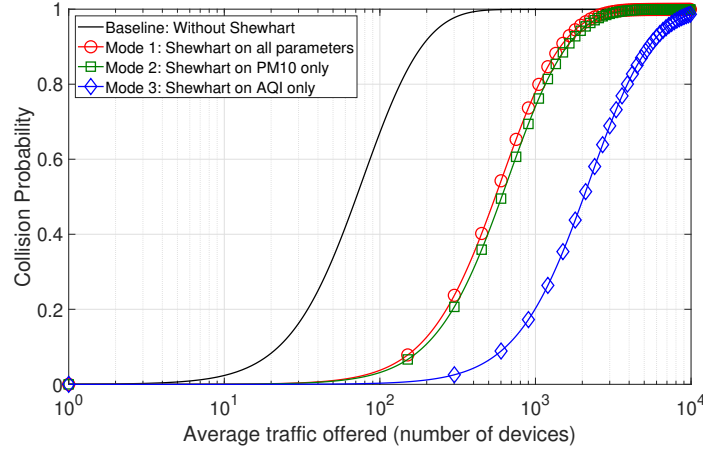 Baseline: Without Shewhart
Mode 1: Shewhart on all parameters
Mode 2: Shewhart on PM10 only
Mode 3: Shewhart on AQI only
Collision Probability
1
0.8
0.6
0.4
0.2
0
10^0
10^1
10^2
10^3
10^4
Average traffic offered (number of devices)